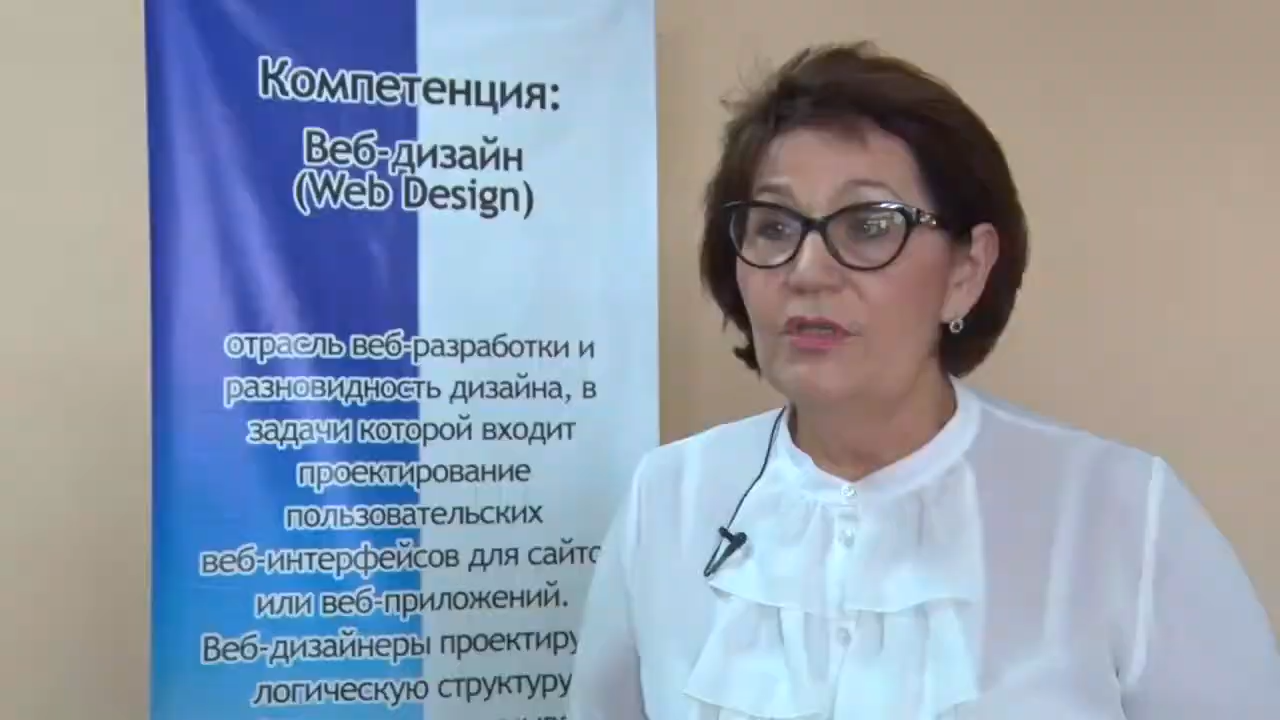 Компетенция:
Веб-дизайн
(Web Design)
отрасль веб-разработки и
разновидность дизайна, в
задачи которой входит
проектирование
пользовательских
веб-интерфейсов для сайто
или веб-приложений.
Веб-дизайнеры проектиру
логическую структуру